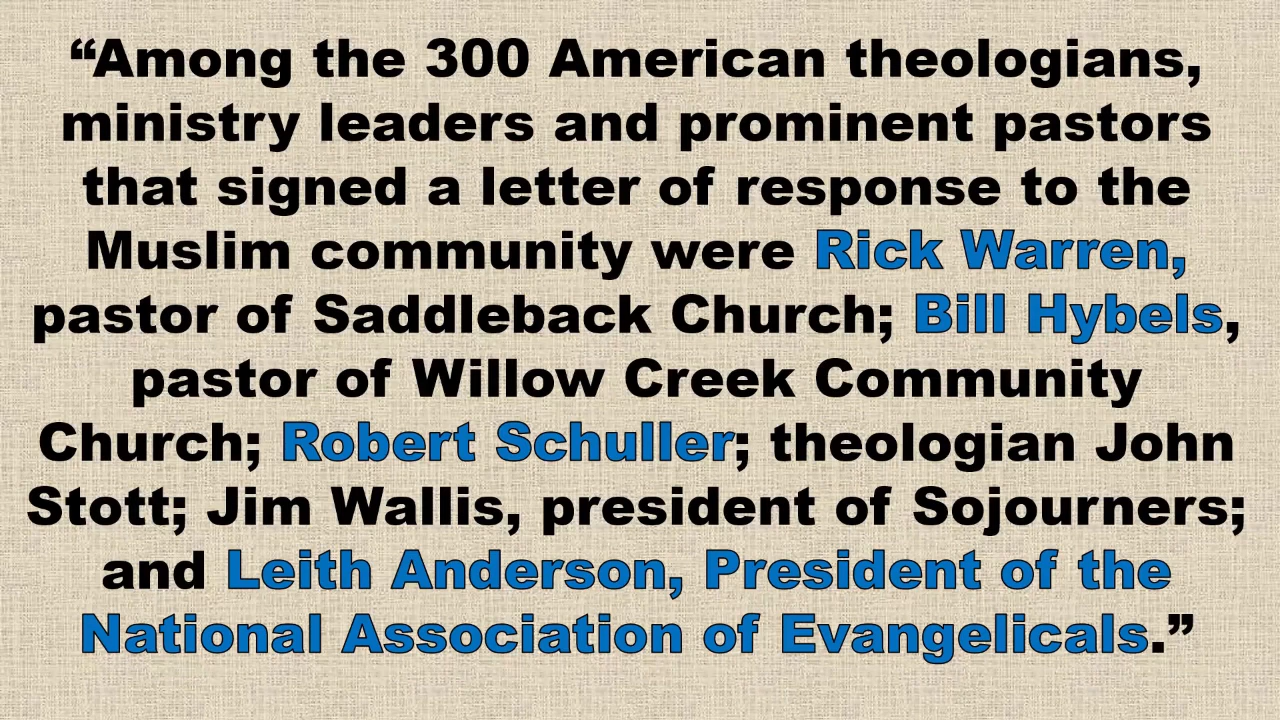 “Among the 300 American theologians,
ministry leaders and prominent pastors
that signed a letter of response to the
Muslim community were Rick Warren,
pastor of Saddleback Church; Bill Hybels,
pastor of Willow Creek Community
Church; Robert Schuller; theologian John
Stott; Jim Wallis, president of Sojourners;
and Leith Anderson, President of the
National Association of Evangelicals.”